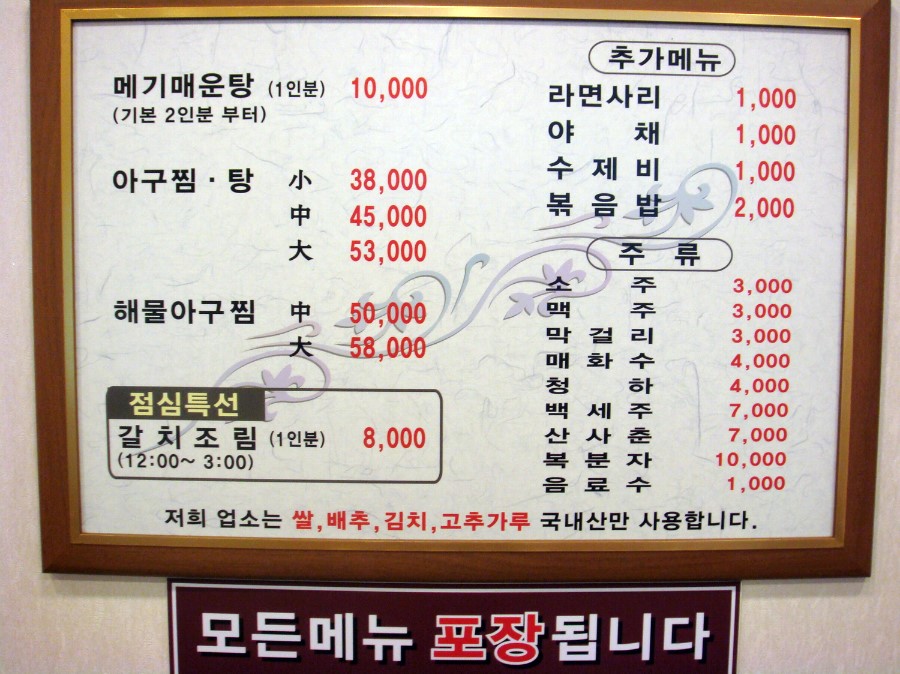 메기매운탕 (1인분) 10,000
(기본 2인분 부터)
아구찜 · 탕 小 38,000
中 45,000
大 53,000
해물아구찜 中 50,000
大 58,000
점심특선
갈치조림 (1인분) 8,000
(12:00~ 3:00)
추가메뉴
라면사리 1,000
야 채 1,000
수 제 비 1,000
볶 음 밥 2,000
주 류
소 주 3,000
맥 주 3,000
막 걸 리 3,000
매 화 수 4,000
청 하 4,000
백 세 주 7,000
산 사 춘 7,000
복 분 자 10,000
음 료 수 1,000
저희 업소는 쌀,배추,김치,고추가루 국내산만 사용합니다.
모든메뉴 포장됩니다